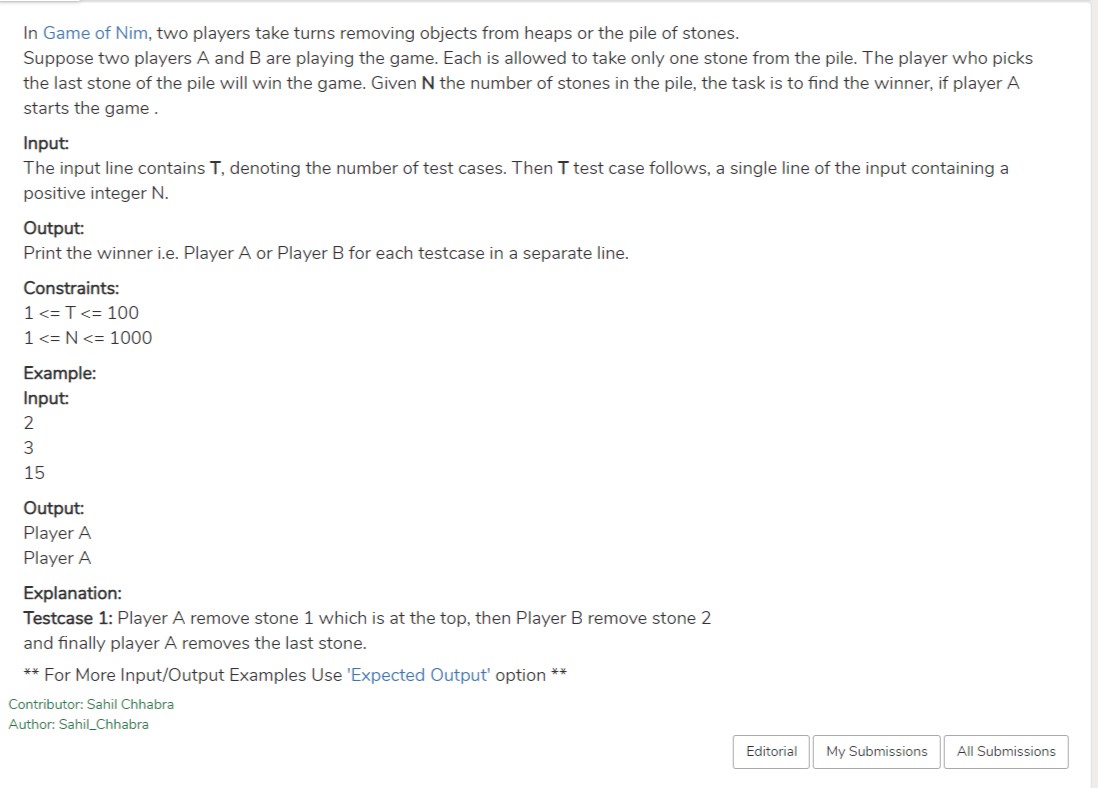 In Game of Nim, two players take turns removing objects from heaps or the pile of stones.
Suppose two players A and B are playing the game. Each is allowed to take only one stone from the pile. The player who picks
the last stone of the pile will win the game. Given N the number of stones in the pile, the task is to find the winner, if player A
starts the game .
Input:
The input line contains T, denoting the number of test cases. Then T test case follows, a single line of the input containing a
positive integer N.
Output:
Print the winner i.e. Player A or Player B for each testcase in a separate line.
Constraints:
1 <= T <= 100
1 <= N <= 1000
Example:
Input:
2
3
15
Output:
Player A
Player A
Explanation:
Testcase 1: Player A remove stone 1 which is at the top, then Player B remove stone 2
and finally player A removes the last stone.
** For More Input/Output Examples Use 'Expected Output' option **
Contributor: Sahil Chhabra
Author: Sahil_Chhabra
Editorial My Submissions All Submissions